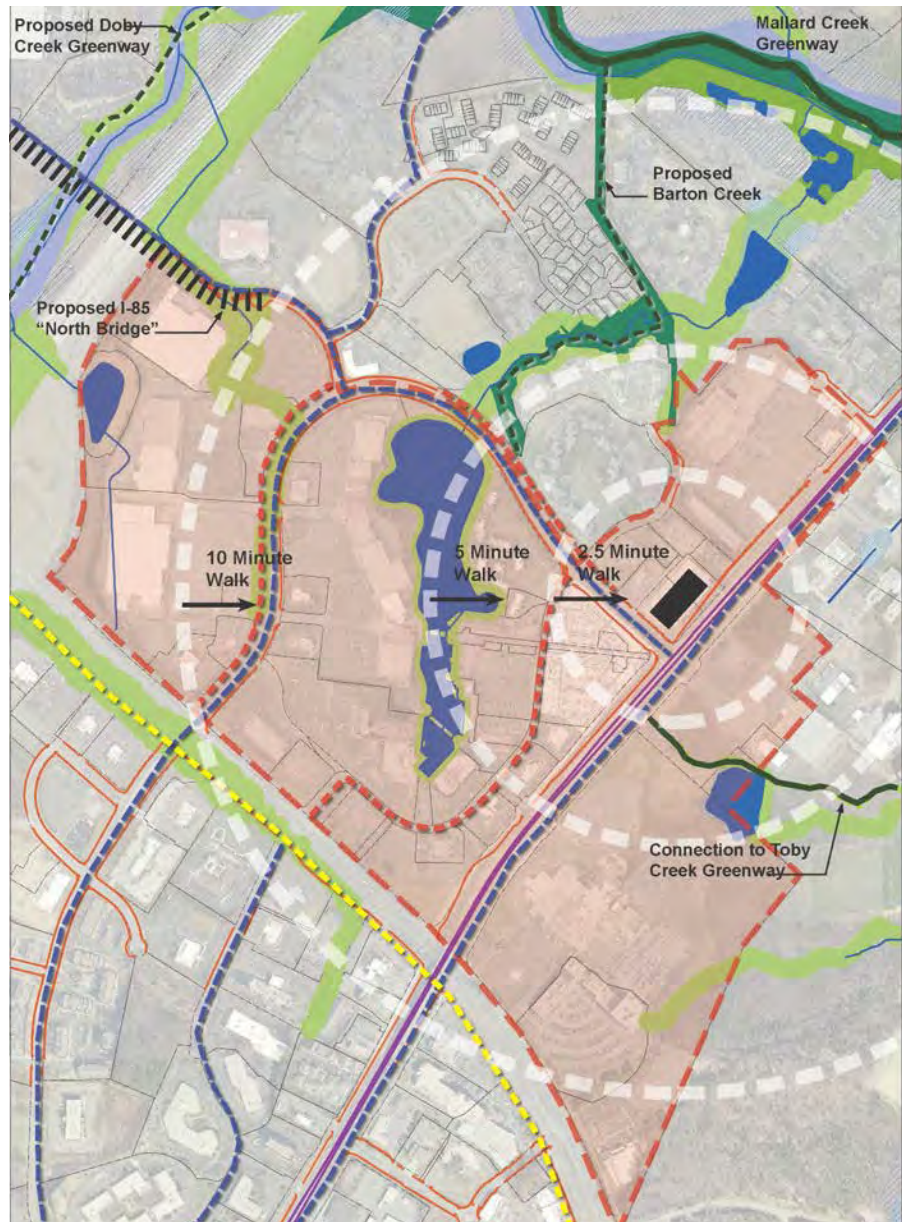 Proposed Doby
Creek Greenway
Mallard Creek
Greenway
Proposed
Barton Creek
Proposed I-85
“North Bridge”
10 Minute
Walk
5 Minute
Walk
2.5 Minute
Walk
Connection to Toby
Creek Greenway